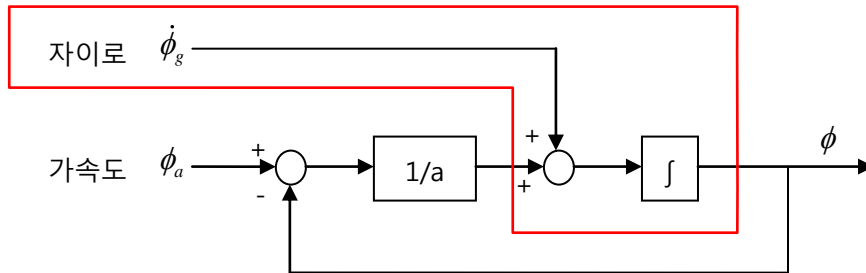 자이로 ϕ̇g
+
가속도 ϕa + 1/a + ∫ ϕ
-